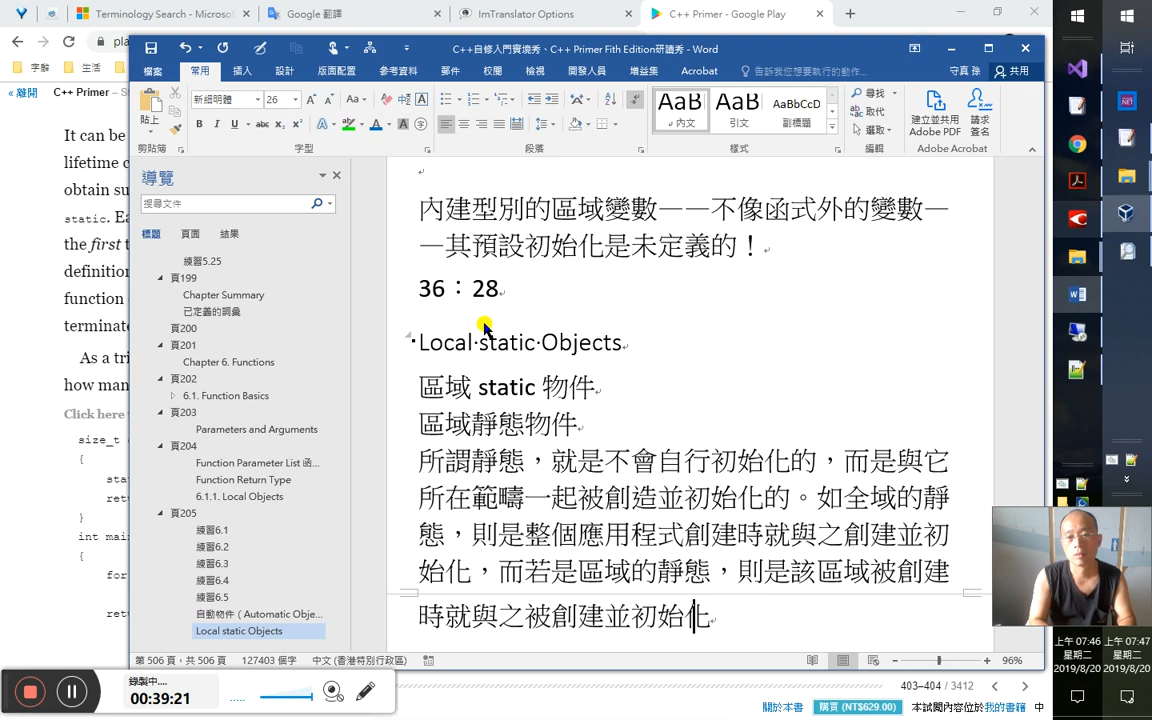 Terminology Search - Microsof
Google 翻譯
ImTranslator Options
C++ Primer - Google Play
C++自修入門實境秀、C++ Primer Fith Edition研讀秀 - Word
檔案 常用 插入 設計 版面配置 參考資料 郵件 校閱 檢視 開發人員 增益集 Acrobat 告訴我您想要執行的動作... 守真 孫 共用
貼上
新細明體 26
AaBbC AaBbC AaBbCcD
內文 引文 副標題
尋找
取代
選取
建立並共用 Adobe PDF
請求簽名
剪貼簿 字型 段落 樣式 編輯 Adobe Acrobat
字辭 生活
« 離開 C++ Primer
It can be
lifetime c
obtain su
static. Ea
the first t
definition
function
terminate
As a tri
how man
Click here
size_t
{
sta
ret
}
int main
{
for
ret
導覽
搜尋文件
標題 頁面 結果
練習5.25
頁199
Chapter Summary
已定義的詞彙
頁200
頁201
Chapter 6. Functions
頁202
6.1. Function Basics
頁203
Parameters and Arguments
頁204
Function Parameter List 函...
Function Return Type
6.1.1. Local Objects
頁205
練習6.1
練習6.2
練習6.3
練習6.4
練習6.5
自動物件 ( Automatic Obje...
Local static Objects
內建型別的區域變數——不像函式外的變數—
—其預設初始化是未定義的！
36：28
Local static Objects
區域 static 物件
區域靜態物件
所謂靜態，就是不會自行初始化的，而是與它
所在範疇一起被創造並初始化的。如全域的靜
態，則是整個應用程式創建時就與之創建並初
始化，而若是區域的靜態，則是該區域被創建
時就與之被創建並初始化
第 506 頁，共 506 頁 127403 個字 中文 (香港特別行政區) 96%
錄製中....
00:39:21
403–404 / 3412
關於本書 購買 (NT$629.00) 本試閱內容位於我的書籍 中
上午 07:46
星期二
2019/8/20
上午 07:47
星期二
2019/8/20